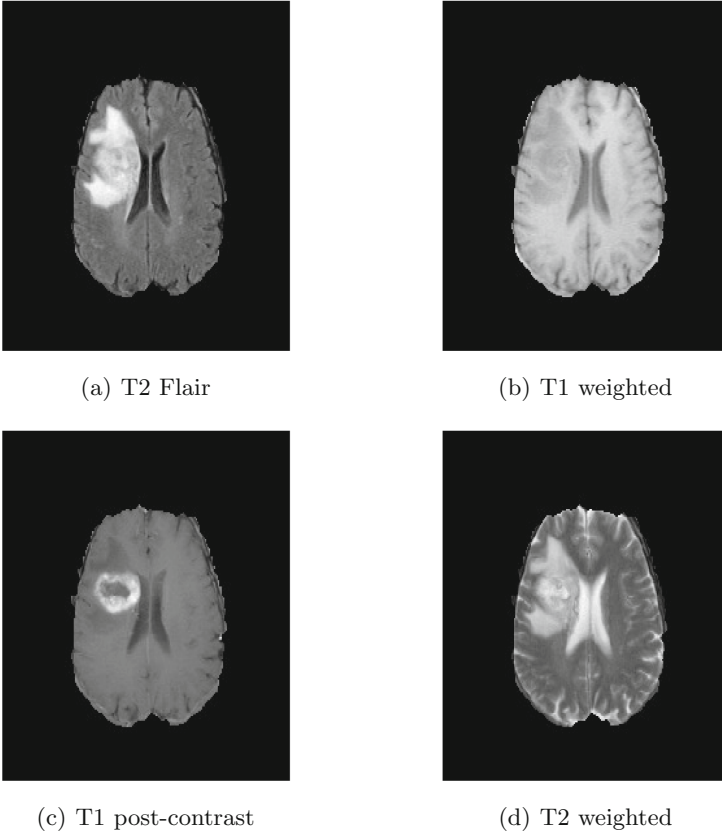 (a) T2 Flair
(b) T1 weighted
(c) T1 post-contrast
(d) T2 weighted